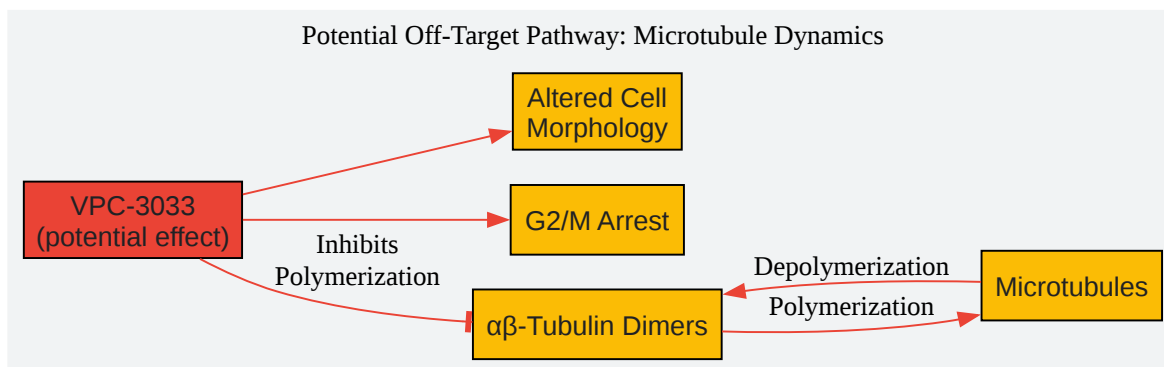 Potential Off-Target Pathway: Microtubule Dynamics
Altered Cell
Morphology
VPC-3033
(potential effect)
G2/M Arrest
Inhibits
Polymerization
Depolymerization
Microtubules
Polymerization
αβ-Tubulin Dimers